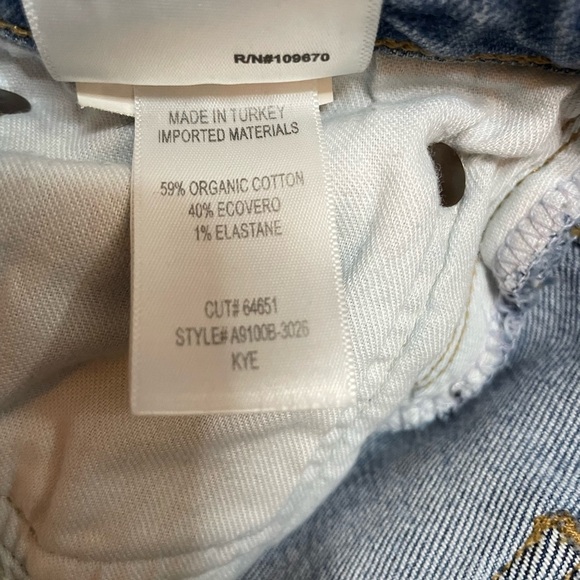 R/N#109670
MADE IN TURKEY
IMPORTED MATERIALS
59% ORGANIC COTTON
40% ECOVERO
1% ELASTANE
CUT# 64651
STYLE# A9100B-3026
KYE